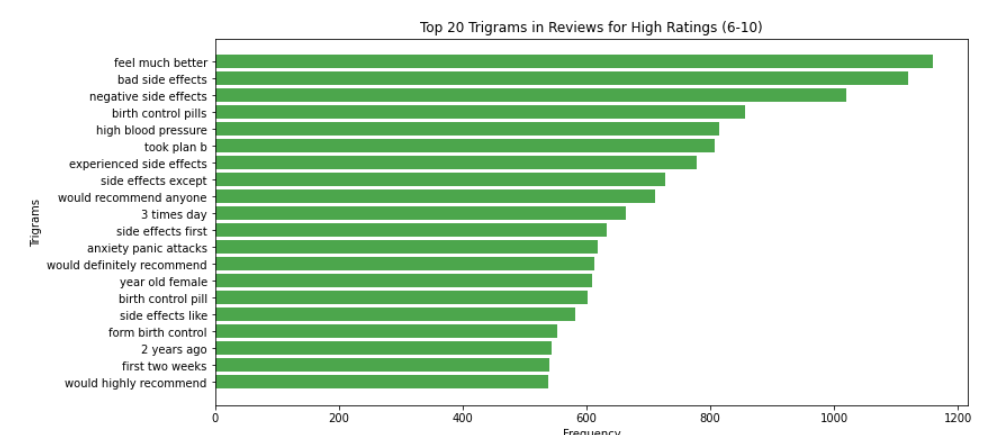 Top 20 Trigrams in Reviews for High Ratings (6-10)
Trigrams
feel much better
bad side effects
negative side effects
birth control pills
high blood pressure
took plan b
experienced side effects
side effects except
would recommend anyone
3 times day
side effects first
anxiety panic attacks
would definitely recommend
year old female
birth control pill
side effects like
form birth control
2 years ago
first two weeks
would highly recommend
0 200 400 600 800 1000 1200
Frequency